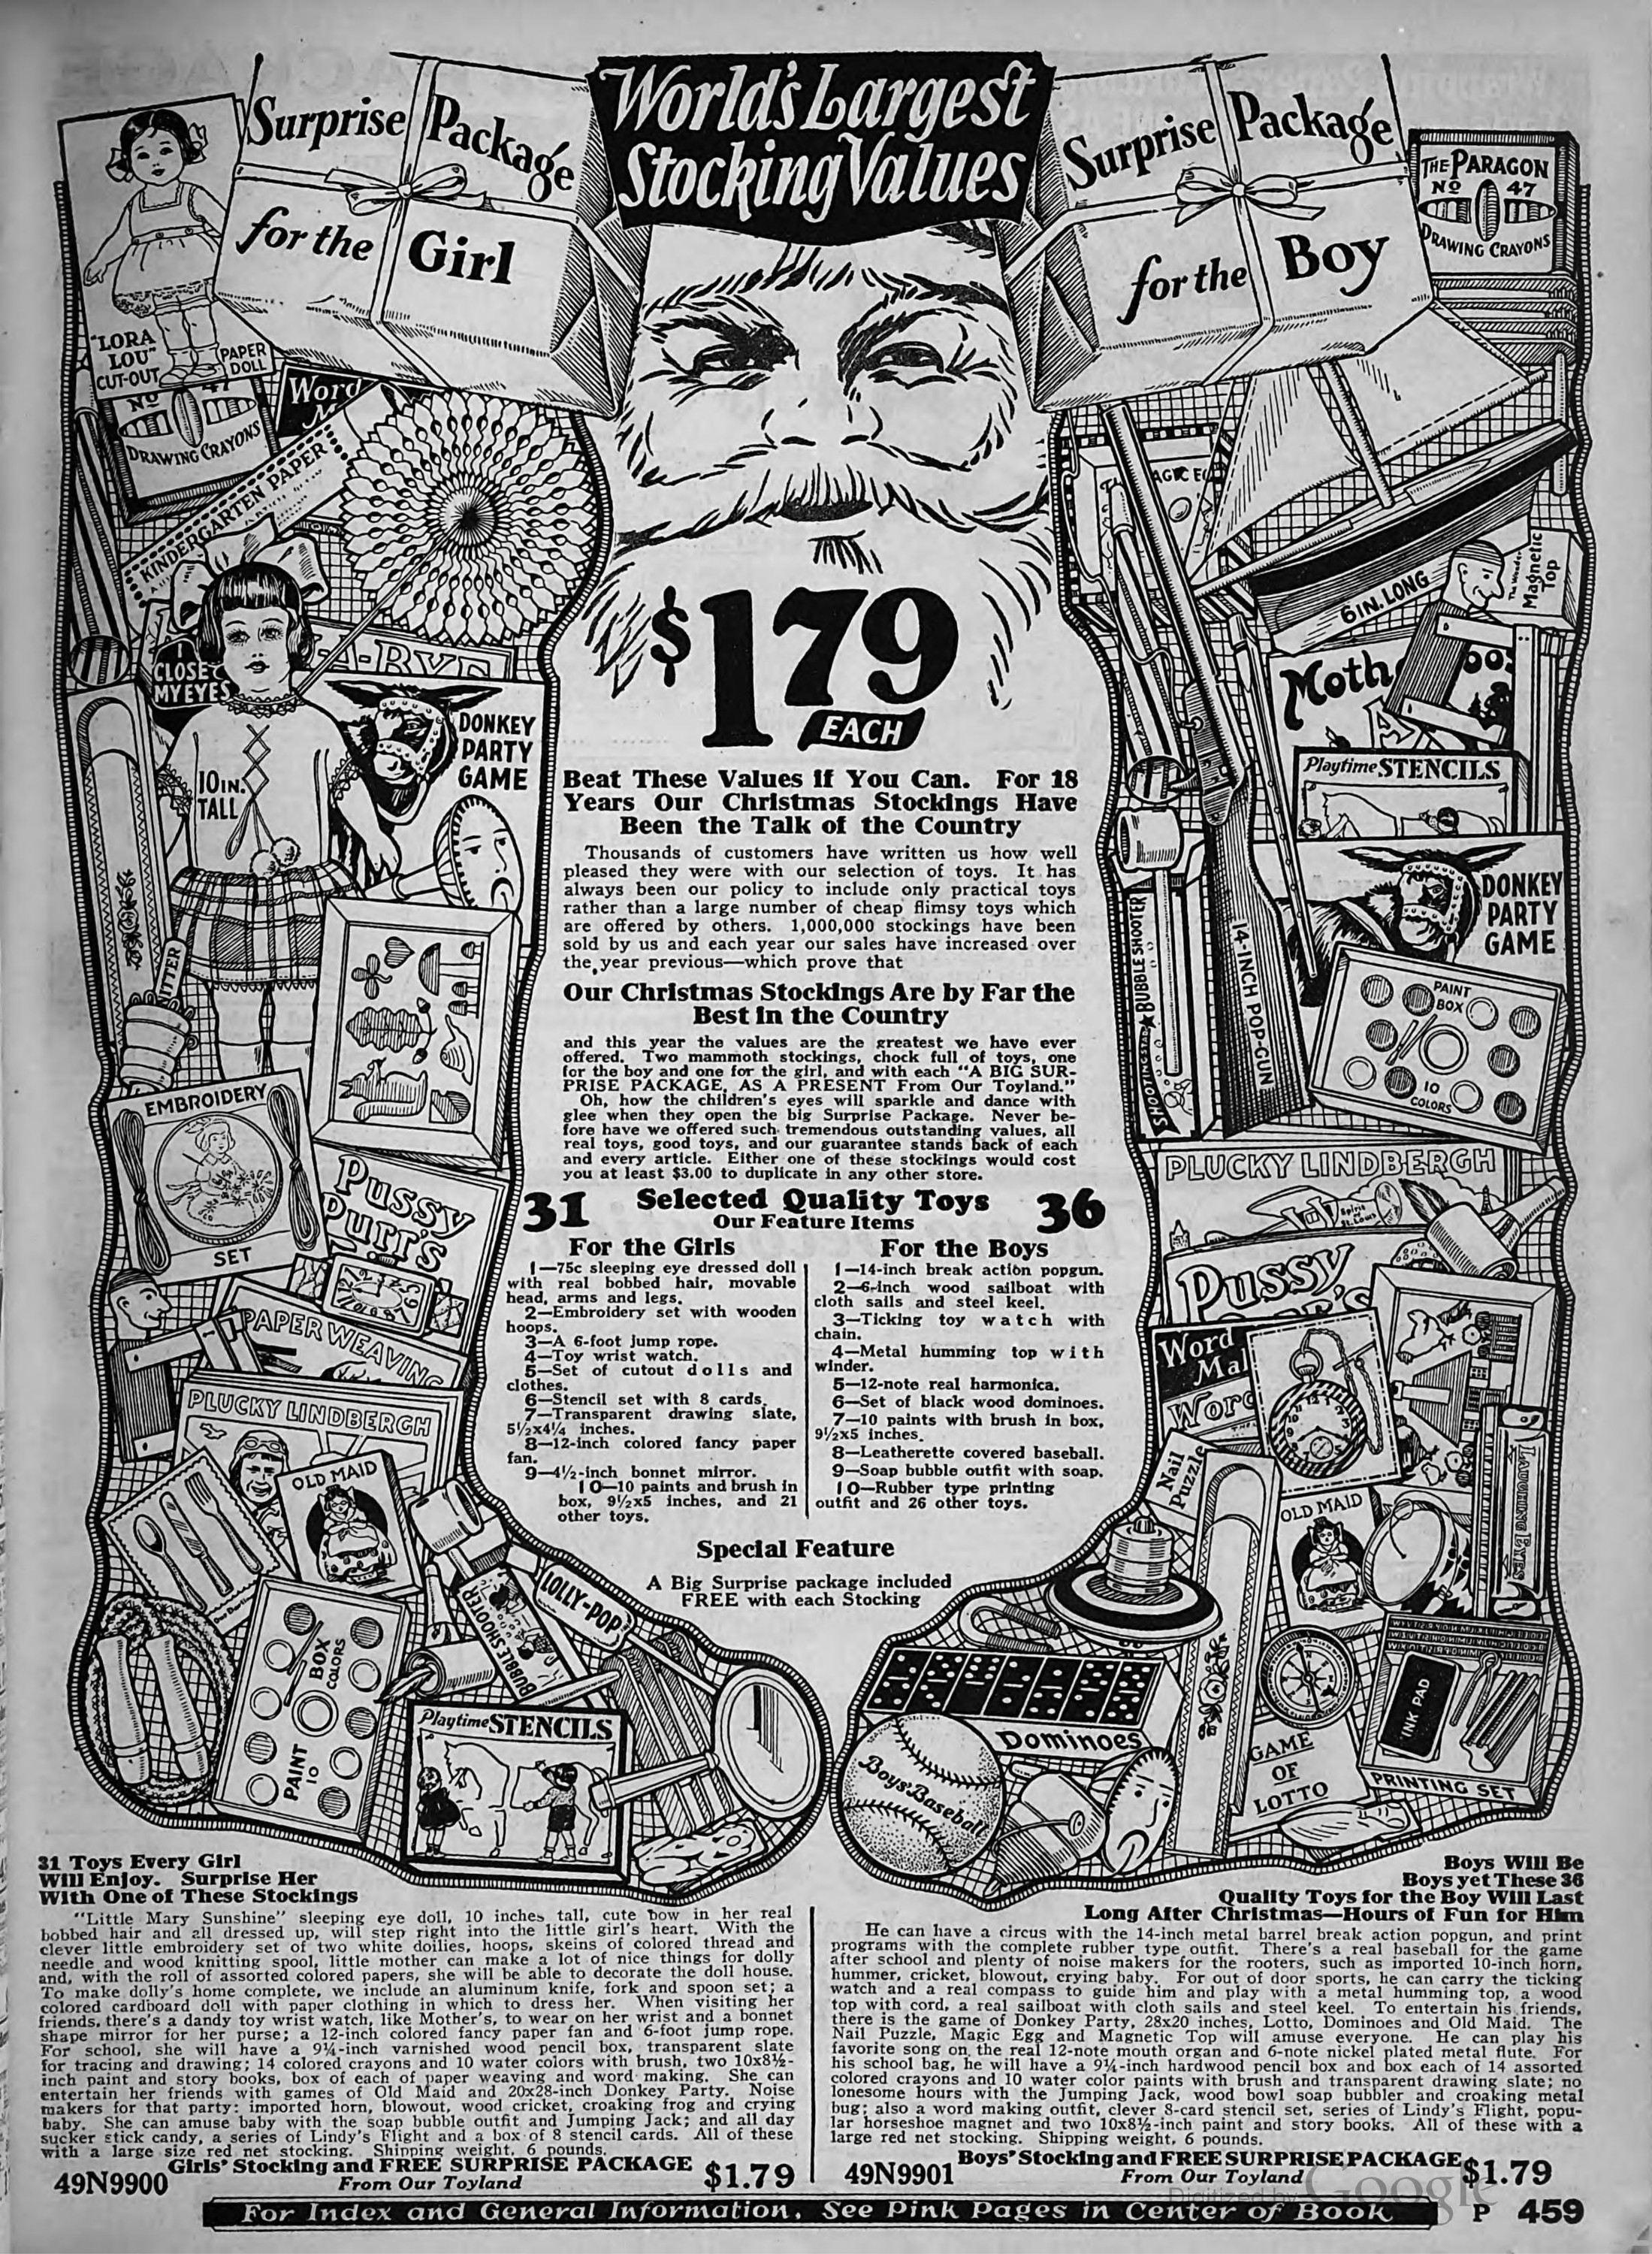 World's Largest
Stocking Values
Surprise Package
for the Girl
Surprise Package
for the Boy
"LORA
LOU"
CUT-OUT
PAPER
DOLL
Word
No 47
DRAWING CRAYONS
KINDERGARTEN PAPER
I
CLOSE
MY EYES
10 IN.
TALL
DONKEY
PARTY
GAME
EMBROIDERY
SET
PUSSY
PURR'S
PAPER WEAVING
PLUCKY LINDBERGH
OLD MAID
BUBBLE SHOOTER
LOLLY-POP
PAINT
BOX
10
COLORS
Playtime STENCILS
THE PARAGON
No 47
DRAWING CRAYONS
6 IN. LONG
Magnetic
Top
Moth
Playtime STENCILS
DONKEY
PARTY
GAME
SHOOTING STAR ★ BUBBLE SHOOTER
14-INCH POP-GUN
PAINT
BOX
10
COLORS
PLUCKY LINDBERGH
Spirit
of
St. Louis
Pussy
Word
Ma
Word
Nail
Puzzle
OLD MAID
LAUGHING EYES
DOMINOES
Boys' Baseball
GAME
OF
LOTTO
INK PAD
PRINTING SET
$1.79
EACH
Beat These Values if You Can. For 18
Years Our Christmas Stockings Have
Been the Talk of the Country
Thousands of customers have written us how well
pleased they were with our selection of toys. It has
always been our policy to include only practical toys
rather than a large number of cheap flimsy toys which
are offered by others. 1,000,000 stockings have been
sold by us and each year our sales have increased over
the year previous—which prove that
Our Christmas Stockings Are by Far the
Best in the Country
and this year the values are the greatest we have ever
offered. Two mammoth stockings, chock full of toys, one
for the boy and one for the girl, and with each "A BIG SUR-
PRISE PACKAGE, AS A PRESENT From Our Toyland."
Oh, how the children's eyes will sparkle and dance with
glee when they open the big Surprise Package. Never be-
fore have we offered such tremendous outstanding values, all
real toys, good toys, and our guarantee stands back of each
and every article. Either one of these stockings would cost
you at least $3.00 to duplicate in any other store.
31 Selected Quality Toys 36
Our Feature Items
For the Girls
1—75c sleeping eye dressed doll
with real bobbed hair, movable
head, arms and legs.
2—Embroidery set with wooden
hoops.
3—A 6-foot jump rope.
4—Toy wrist watch.
5—Set of cutout dolls and
clothes.
6—Stencil set with 8 cards.
7—Transparent drawing slate,
5½x4¼ inches.
8—12-inch colored fancy paper
fan.
9—4½-inch bonnet mirror.
10—10 paints and brush in
box, 9½x5 inches, and 21
other toys.
For the Boys
1—14-inch break action popgun.
2—6-inch wood sailboat with
cloth sails and steel keel.
3—Ticking toy watch with
chain.
4—Metal humming top with
winder.
5—12-note real harmonica.
6—Set of black wood dominoes.
7—10 paints with brush in box,
9½x5 inches.
8—Leatherette covered baseball.
9—Soap bubble outfit with soap.
10—Rubber type printing
outfit and 26 other toys.
Special Feature
A Big Surprise package included
FREE with each Stocking
31 Toys Every Girl
Will Enjoy. Surprise Her
With One of These Stockings
"Little Mary Sunshine" sleeping eye doll, 10 inches tall, cute bow in her real
bobbed hair and all dressed up, will step right into the little girl's heart. With the
clever little embroidery set of two white doilies, hoops, skeins of colored thread and
needle and wood knitting spool, little mother can make a lot of nice things for dolly
and, with the roll of assorted colored papers, she will be able to decorate the doll house.
To make dolly's home complete, we include an aluminum knife, fork and spoon set; a
colored cardboard doll with paper clothing in which to dress her. When visiting her
friends, there's a dandy toy wrist watch, like Mother's, to wear on her wrist and a bonnet
shape mirror for her purse; a 12-inch colored fancy paper fan and 6-foot jump rope.
For school, she will have a 9¼-inch varnished wood pencil box, transparent slate
for tracing and drawing; 14 colored crayons and 10 water colors with brush, two 10x8½-
inch paint and story books, box of each of paper weaving and word making. She can
entertain her friends with games of Old Maid and 20x28-inch Donkey Party. Noise
makers for that party: imported horn, blowout, wood cricket, croaking frog and crying
baby. She can amuse baby with the soap bubble outfit and Jumping Jack; and all day
sucker stick candy, a series of Lindy's Flight and a box of 8 stencil cards. All of these
with a large size red net stocking. Shipping weight, 6 pounds.
49N9900 Girls' Stocking and FREE SURPRISE PACKAGE
From Our Toyland $1.79
Boys Will Be
Boys yet These 36
Quality Toys for the Boy Will Last
Long After Christmas—Hours of Fun for Him
He can have a circus with the 14-inch metal barrel break action popgun, and print
programs with the complete rubber type outfit. There's a real baseball for the game
after school and plenty of noise makers for the rooters, such as imported 10-inch horn,
hummer, cricket, blowout, crying baby. For out of door sports, he can carry the ticking
watch and a real compass to guide him and play with a metal humming top, a wood
top with cord, a real sailboat with cloth sails and steel keel. To entertain his friends,
there is the game of Donkey Party, 28x20 inches, Lotto, Dominoes and Old Maid. The
Nail Puzzle, Magic Egg and Magnetic Top will amuse everyone. He can play his
favorite song on the real 12-note mouth organ and 6-note nickel plated metal flute. For
his school bag, he will have a 9¼-inch hardwood pencil box and box each of 14 assorted
colored crayons and 10 water color paints with brush and transparent drawing slate; no
lonesome hours with the Jumping Jack, wood bowl soap bubbler and croaking metal
bug; also a word making outfit, clever 8-card stencil set, series of Lindy's Flight, popu-
lar horseshoe magnet and two 10x8½-inch paint and story books. All of these with a
large red net stocking. Shipping weight, 6 pounds.
49N9901 Boys' Stocking and FREE SURPRISE PACKAGE
From Our Toyland $1.79
Digitized by Google
For Index and General Information, See Pink Pages in Center of Book
P 459